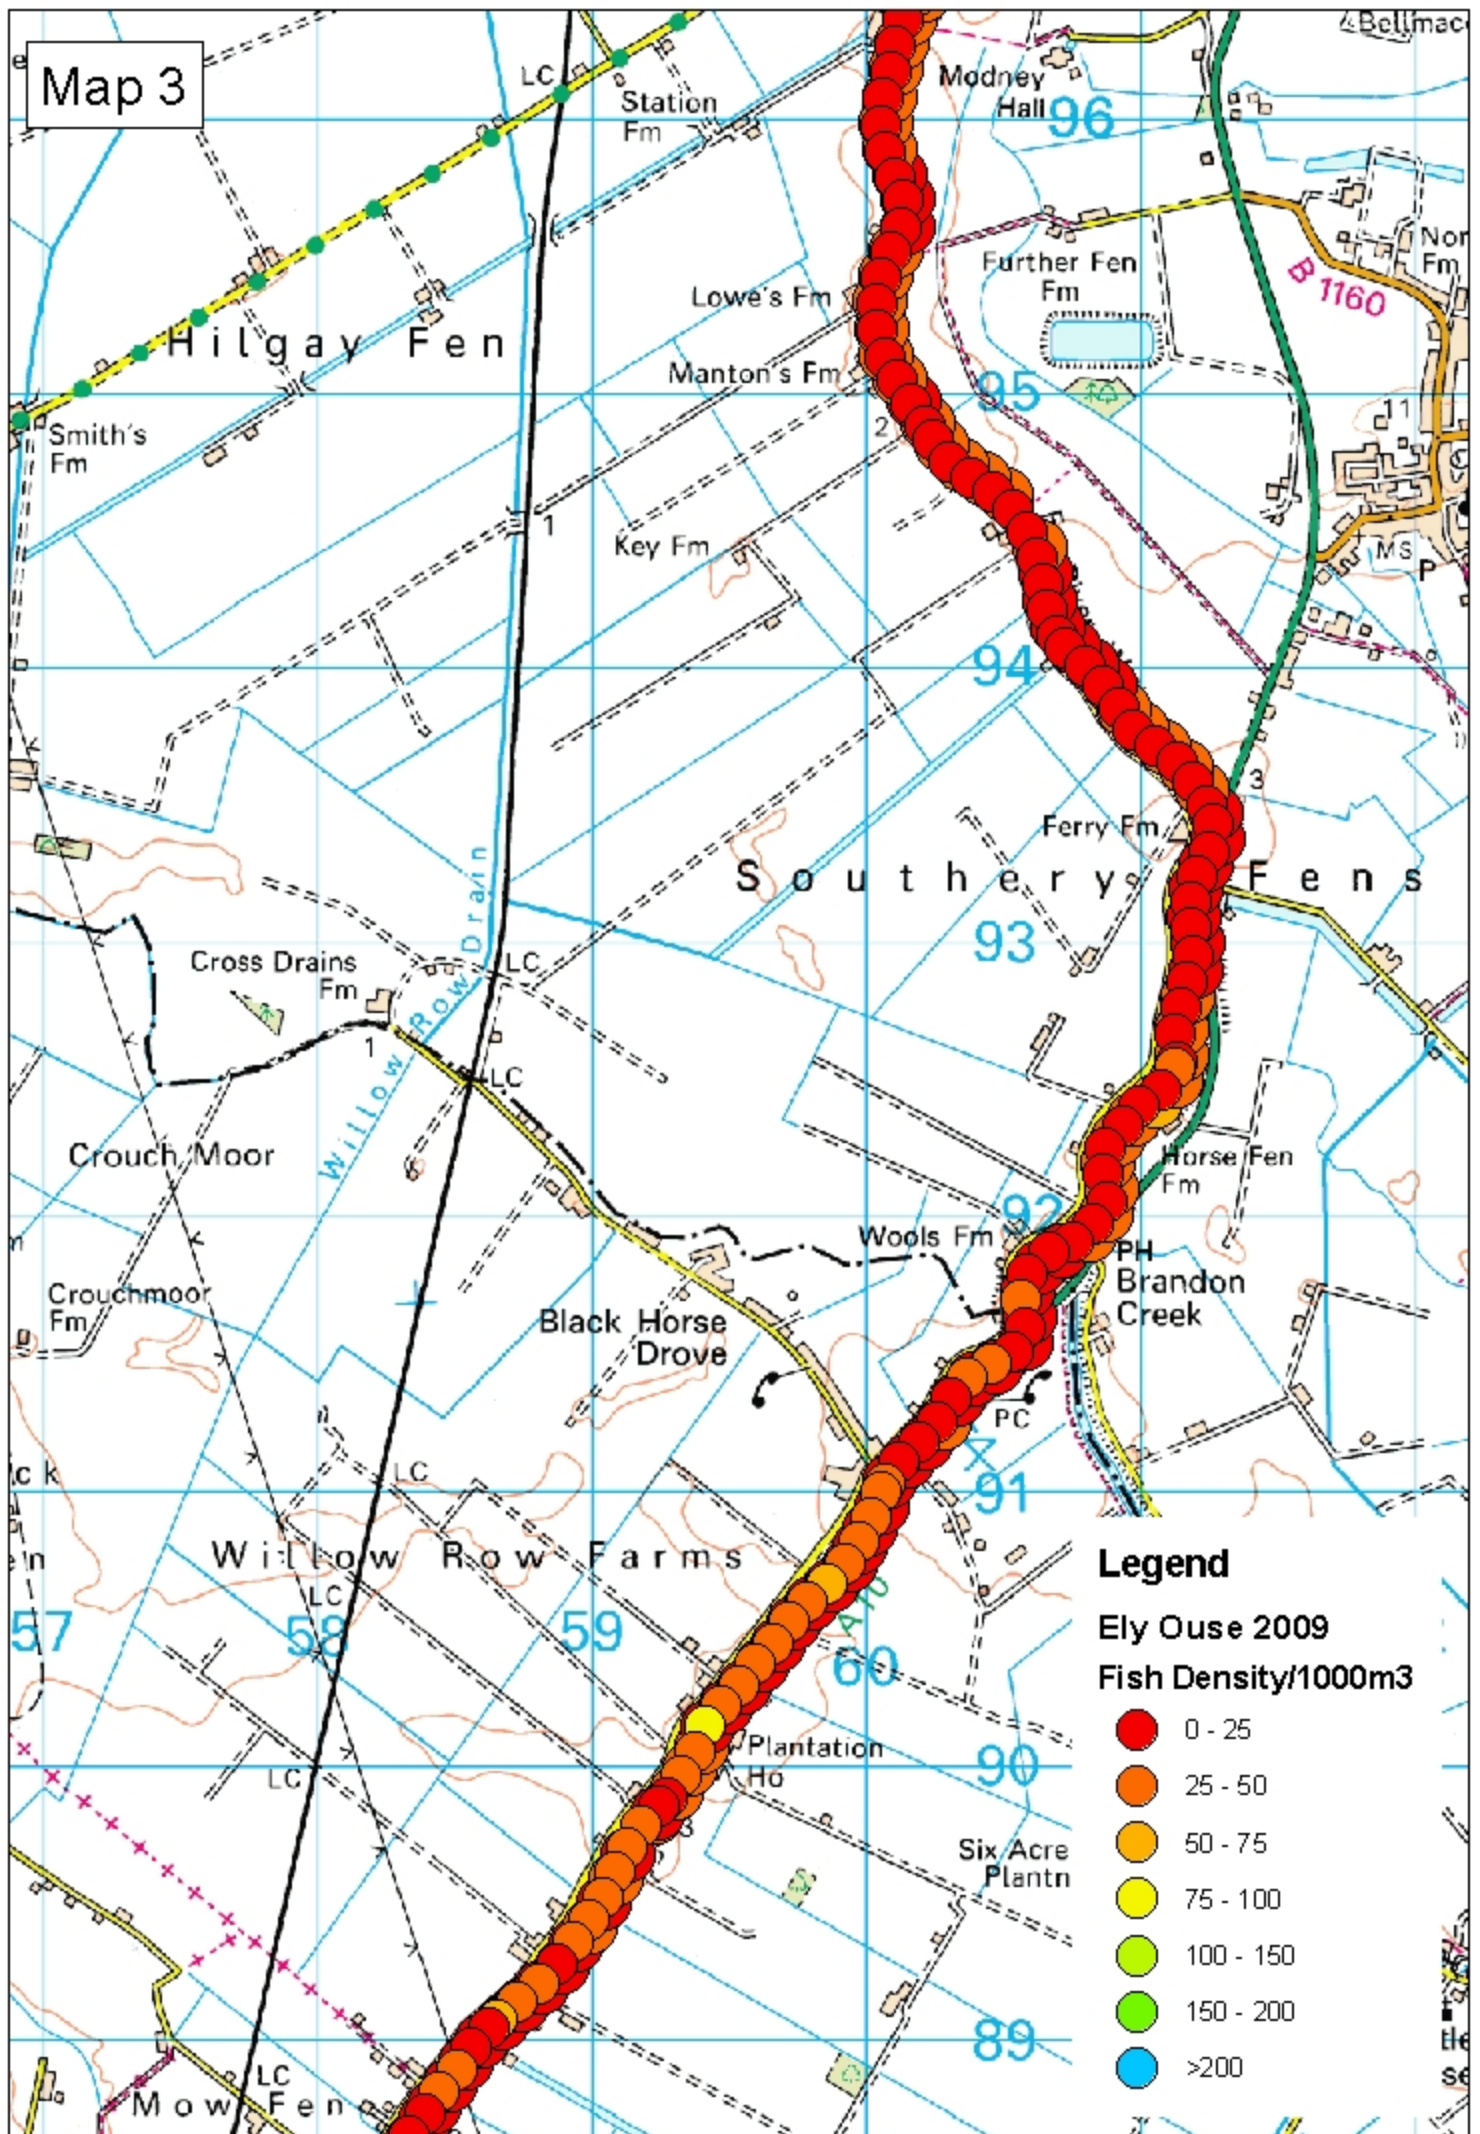 Map 3
Bellmac
LC
Station
Fm
Modney
Hall
96
Further Fen
Fm
Nor
Fm
B 1160
Lowe's Fm
Hilgay Fen
Manton's Fm
95
11
2
Smith's
Fm
1
Key Fm
MS
P
94
3
Ferry Fm
Southery Fens
93
Cross Drains
Fm
LC
Willow Row Drain
1
LC
Crouch Moor
Horse Fen
Fm
92
Wools Fm
PH
Brandon
Creek
Crouchmoor
Fm
Black Horse
Drove
PC
ck
LC
91
en
Willow Row Farms
LC
A10
57
58
59
60
Plantation
Ho
LC
90
3
Six Acre
Plantn
89
LC
Mow Fen
Legend
Ely Ouse 2009
Fish Density/1000m3
0 - 25
25 - 50
50 - 75
75 - 100
100 - 150
150 - 200
>200